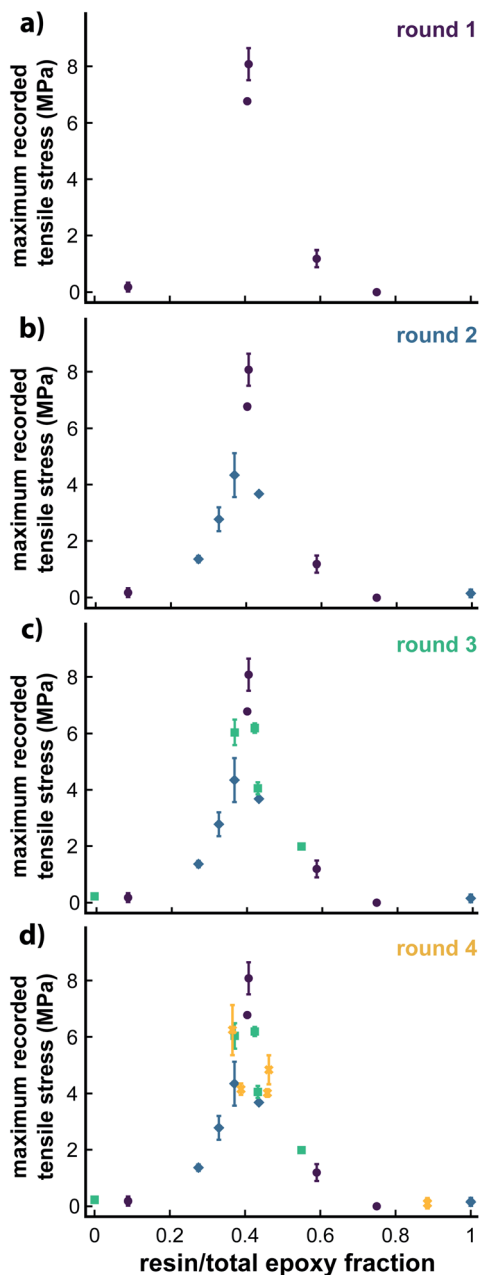 a)
round 1
maximum recorded
tensile stress (MPa)
8
6
4
2
0
b)
round 2
maximum recorded
tensile stress (MPa)
8
6
4
2
0
c)
round 3
maximum recorded
tensile stress (MPa)
8
6
4
2
0
d)
round 4
maximum recorded
tensile stress (MPa)
8
6
4
2
0
0 0.2 0.4 0.6 0.8 1
resin/total epoxy fraction